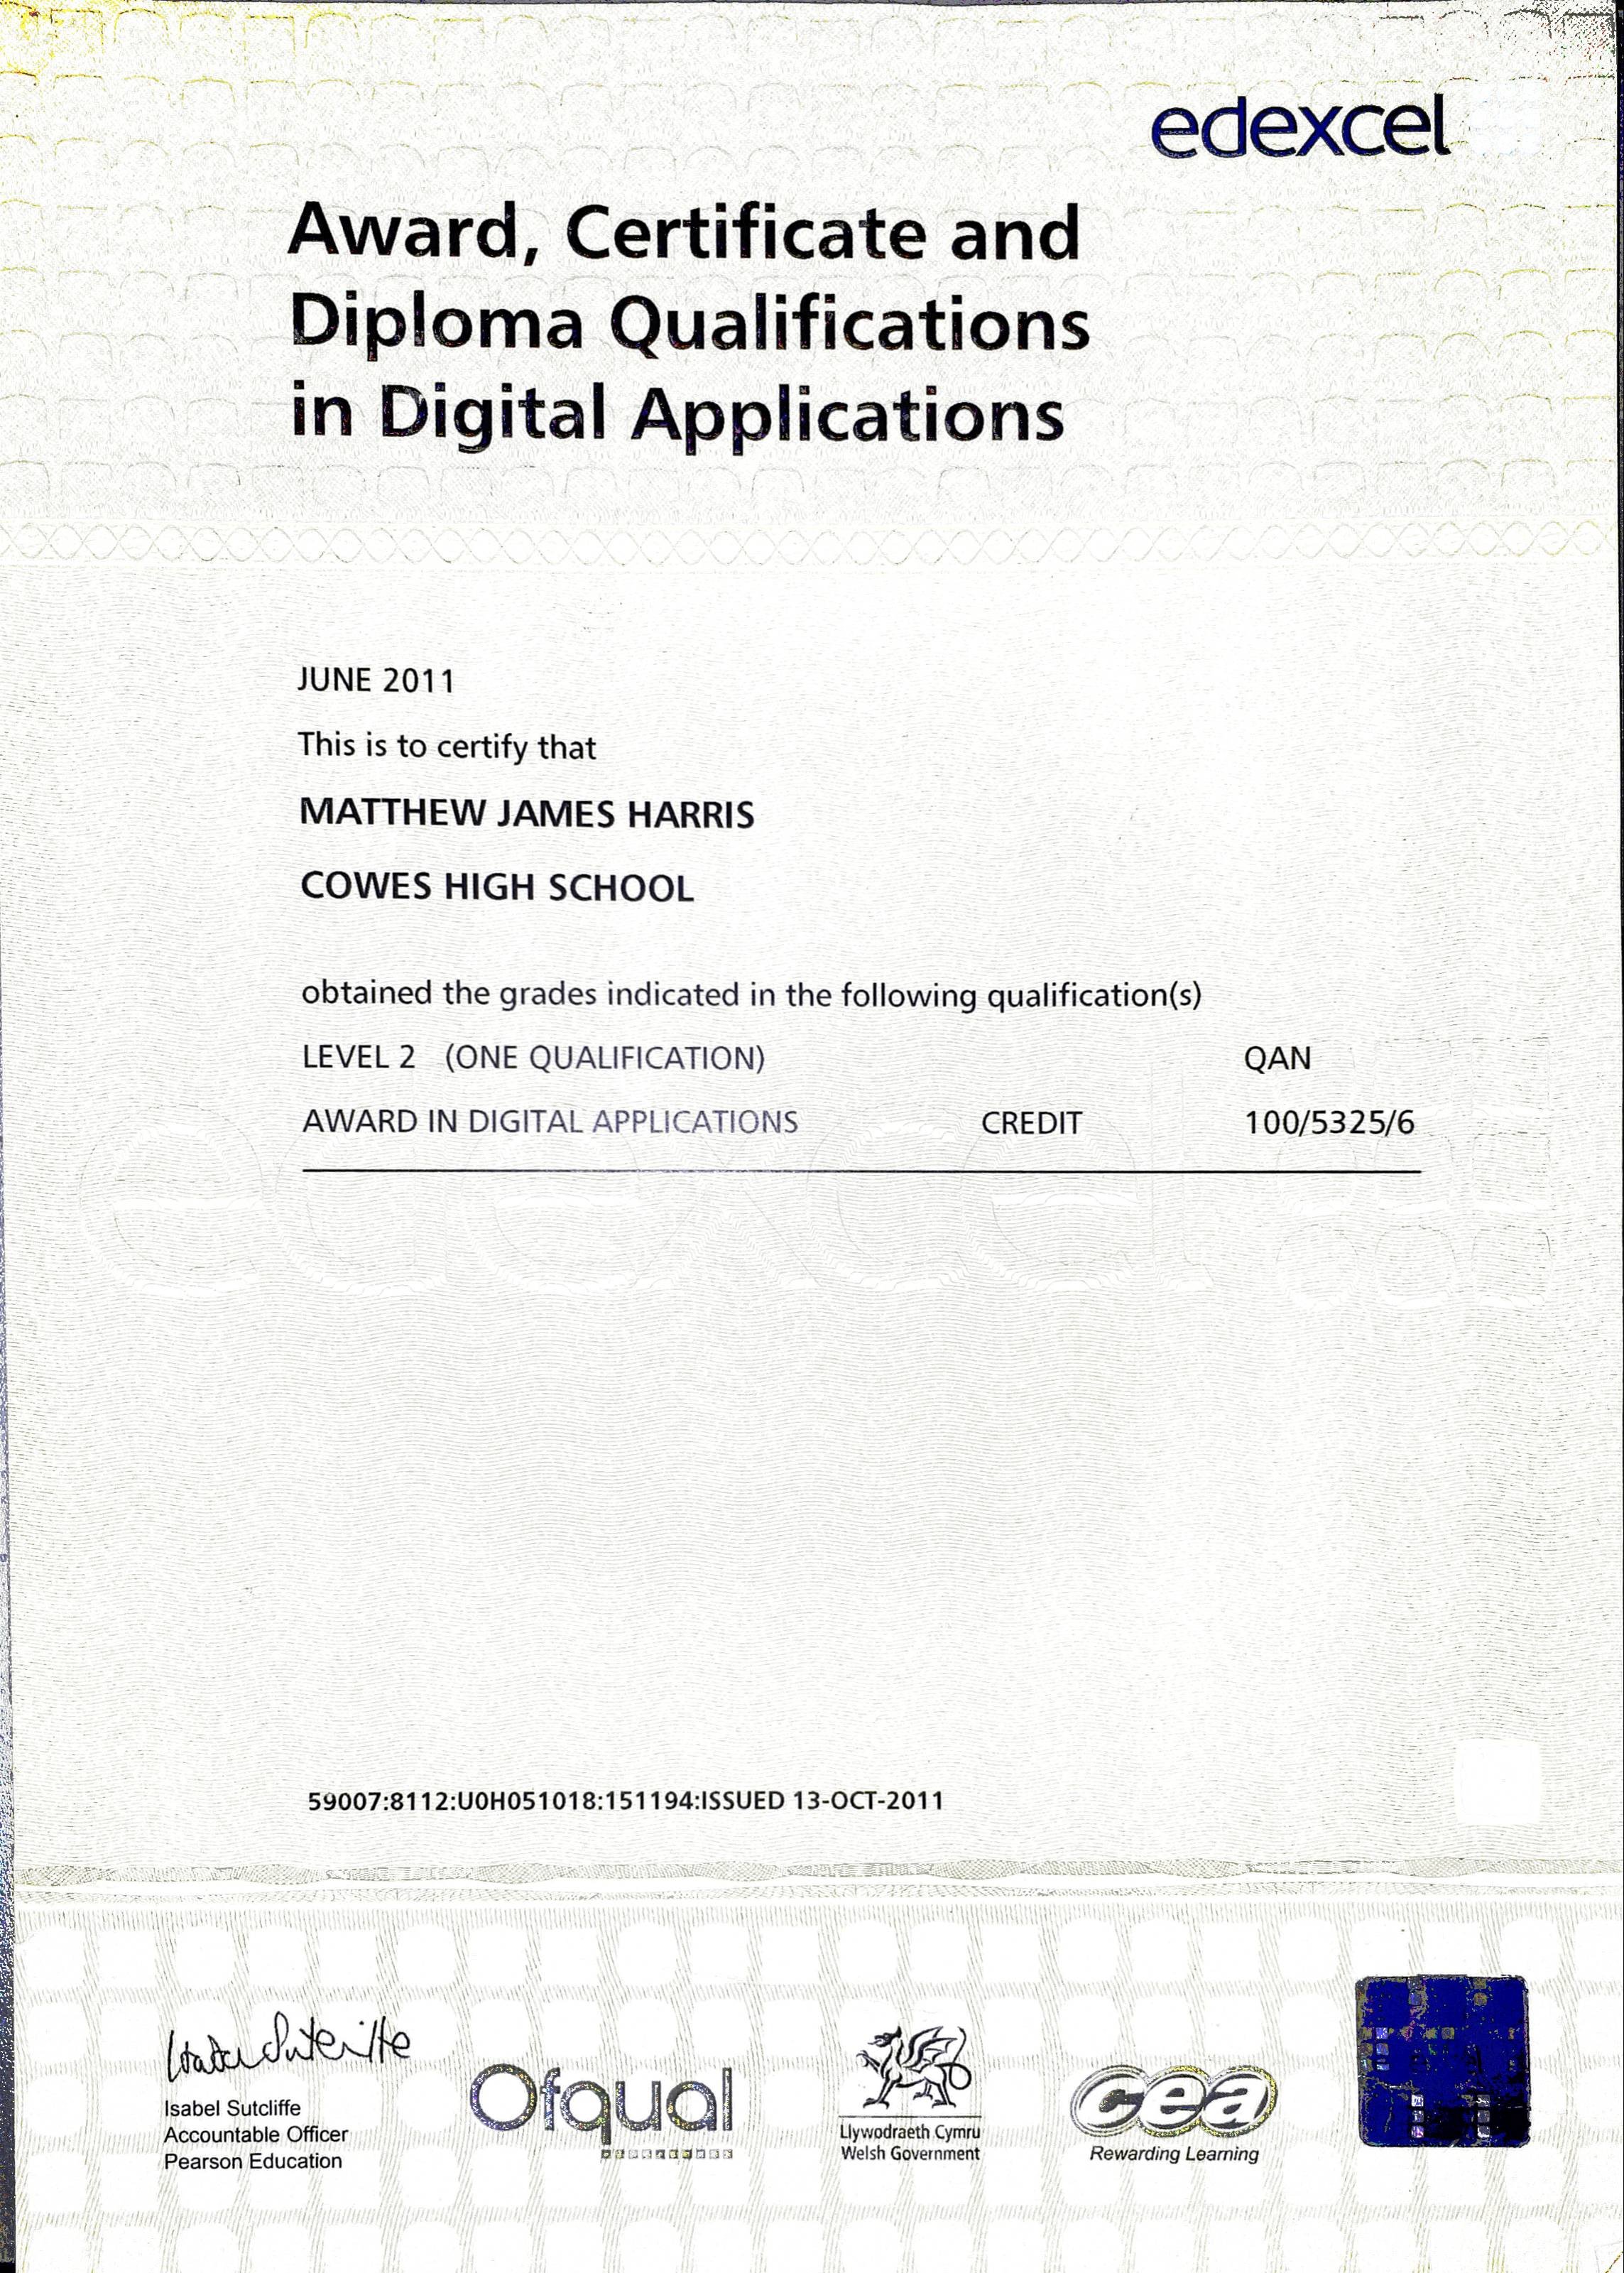 edexcel
Award, Certificate and
Diploma Qualifications
in Digital Applications
JUNE 2011
This is to certify that
MATTHEW JAMES HARRIS
COWES HIGH SCHOOL
obtained the grades indicated in the following qualification(s)
LEVEL 2 (ONE QUALIFICATION) QAN
AWARD IN DIGITAL APPLICATIONS CREDIT 100/5325/6
59007:8112:U0H051018:151194:ISSUED 13-OCT-2011
Isabel Sutcliffe
Isabel Sutcliffe
Accountable Officer
Pearson Education
Ofqual
Llywodraeth Cymru
Welsh Government
cea
Rewarding Learning